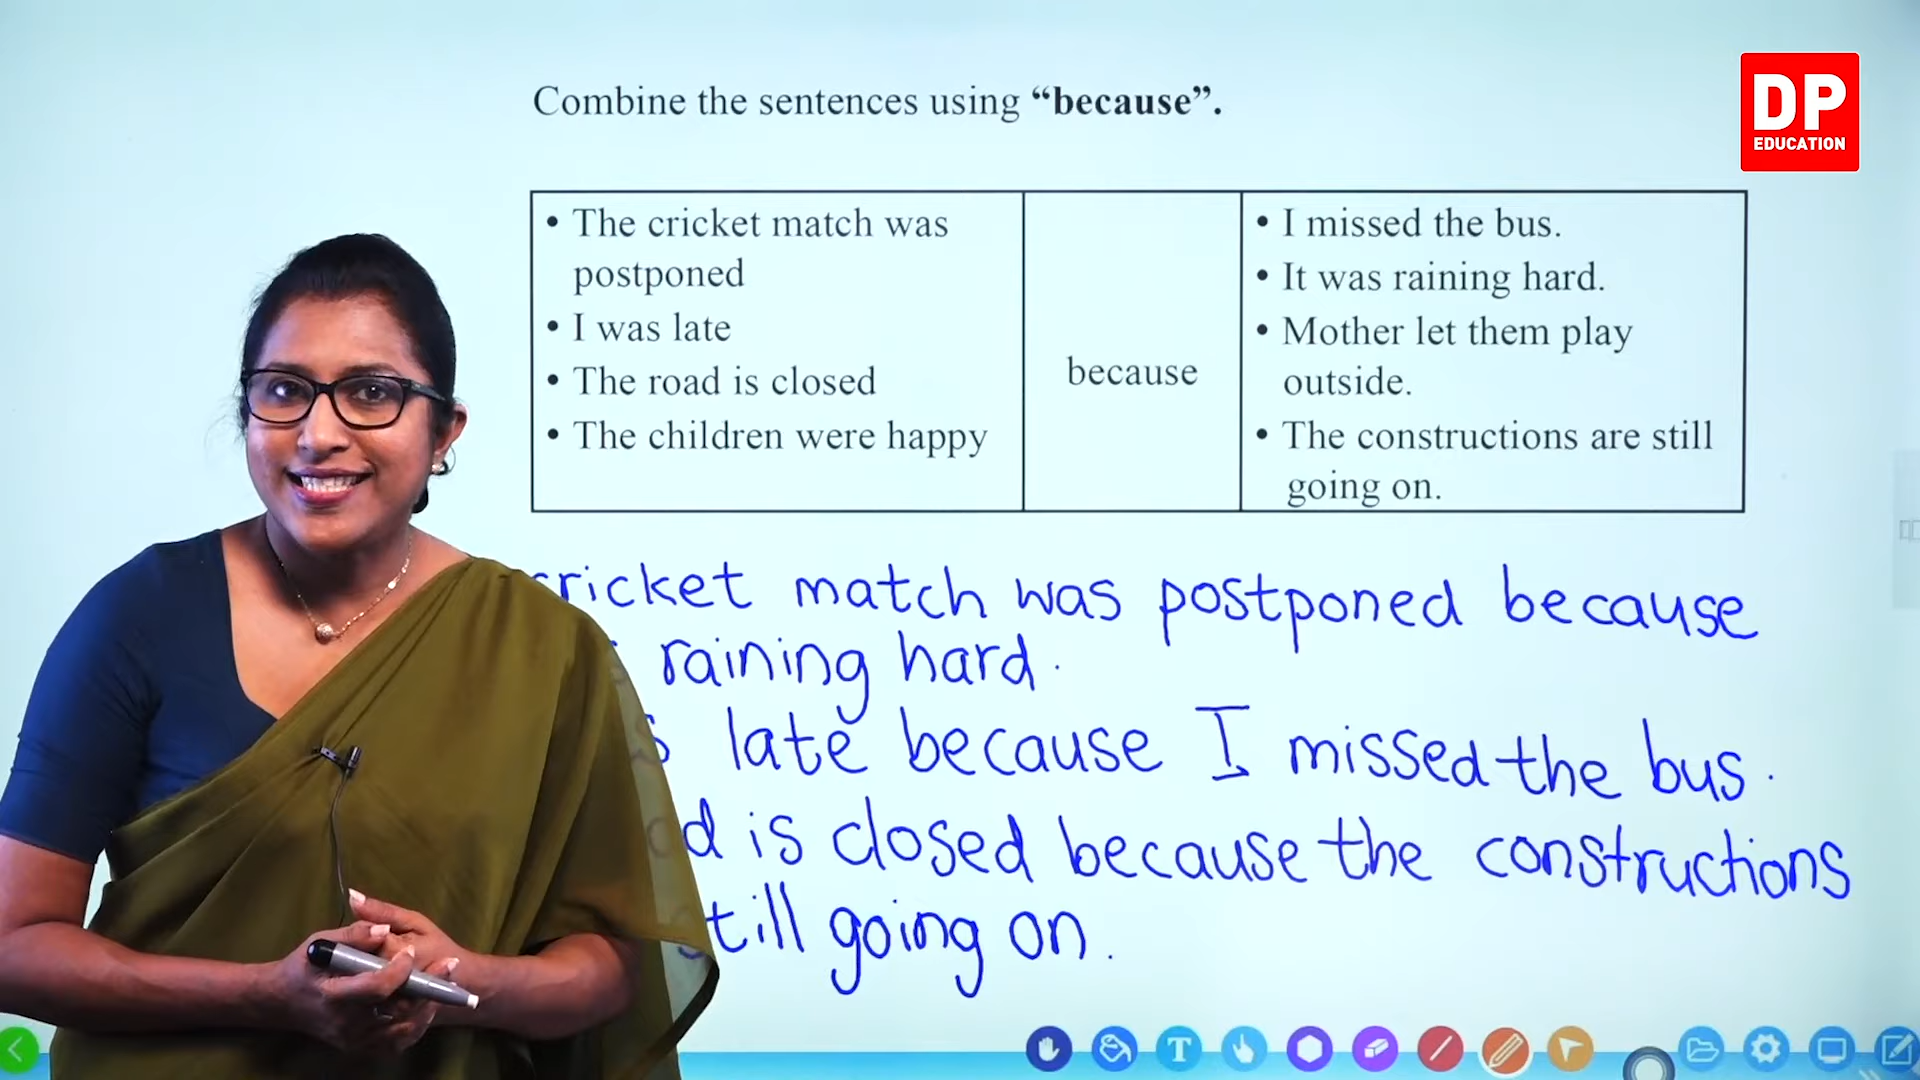 Combine the sentences using “because”.
DP
EDUCATION
• The cricket match was
postponed
• I was late
• The road is closed
• The children were happy
because
• I missed the bus.
• It was raining hard.
• Mother let them play
outside.
• The constructions are still
going on.
cricket match was postponed because
raining hard.
late because I missed the bus.
is closed because the constructions
still going on.
T